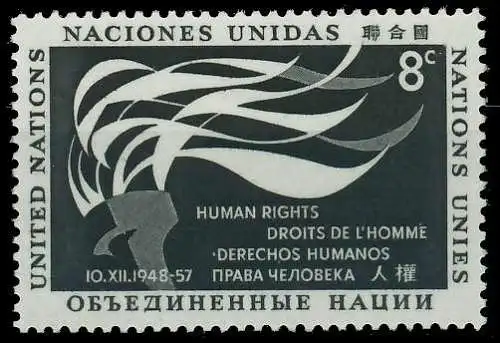 NACIONES UNIDAS 聯合國
UNITED NATIONS
NATIONS UNIES
8c
HUMAN RIGHTS
DROITS DE L'HOMME
DERECHOS HUMANOS
10.XII.1948-57 ПРАВА ЧЕЛОВЕКА 人權
ОБЪЕДИНЕННЫЕ НАЦИИ